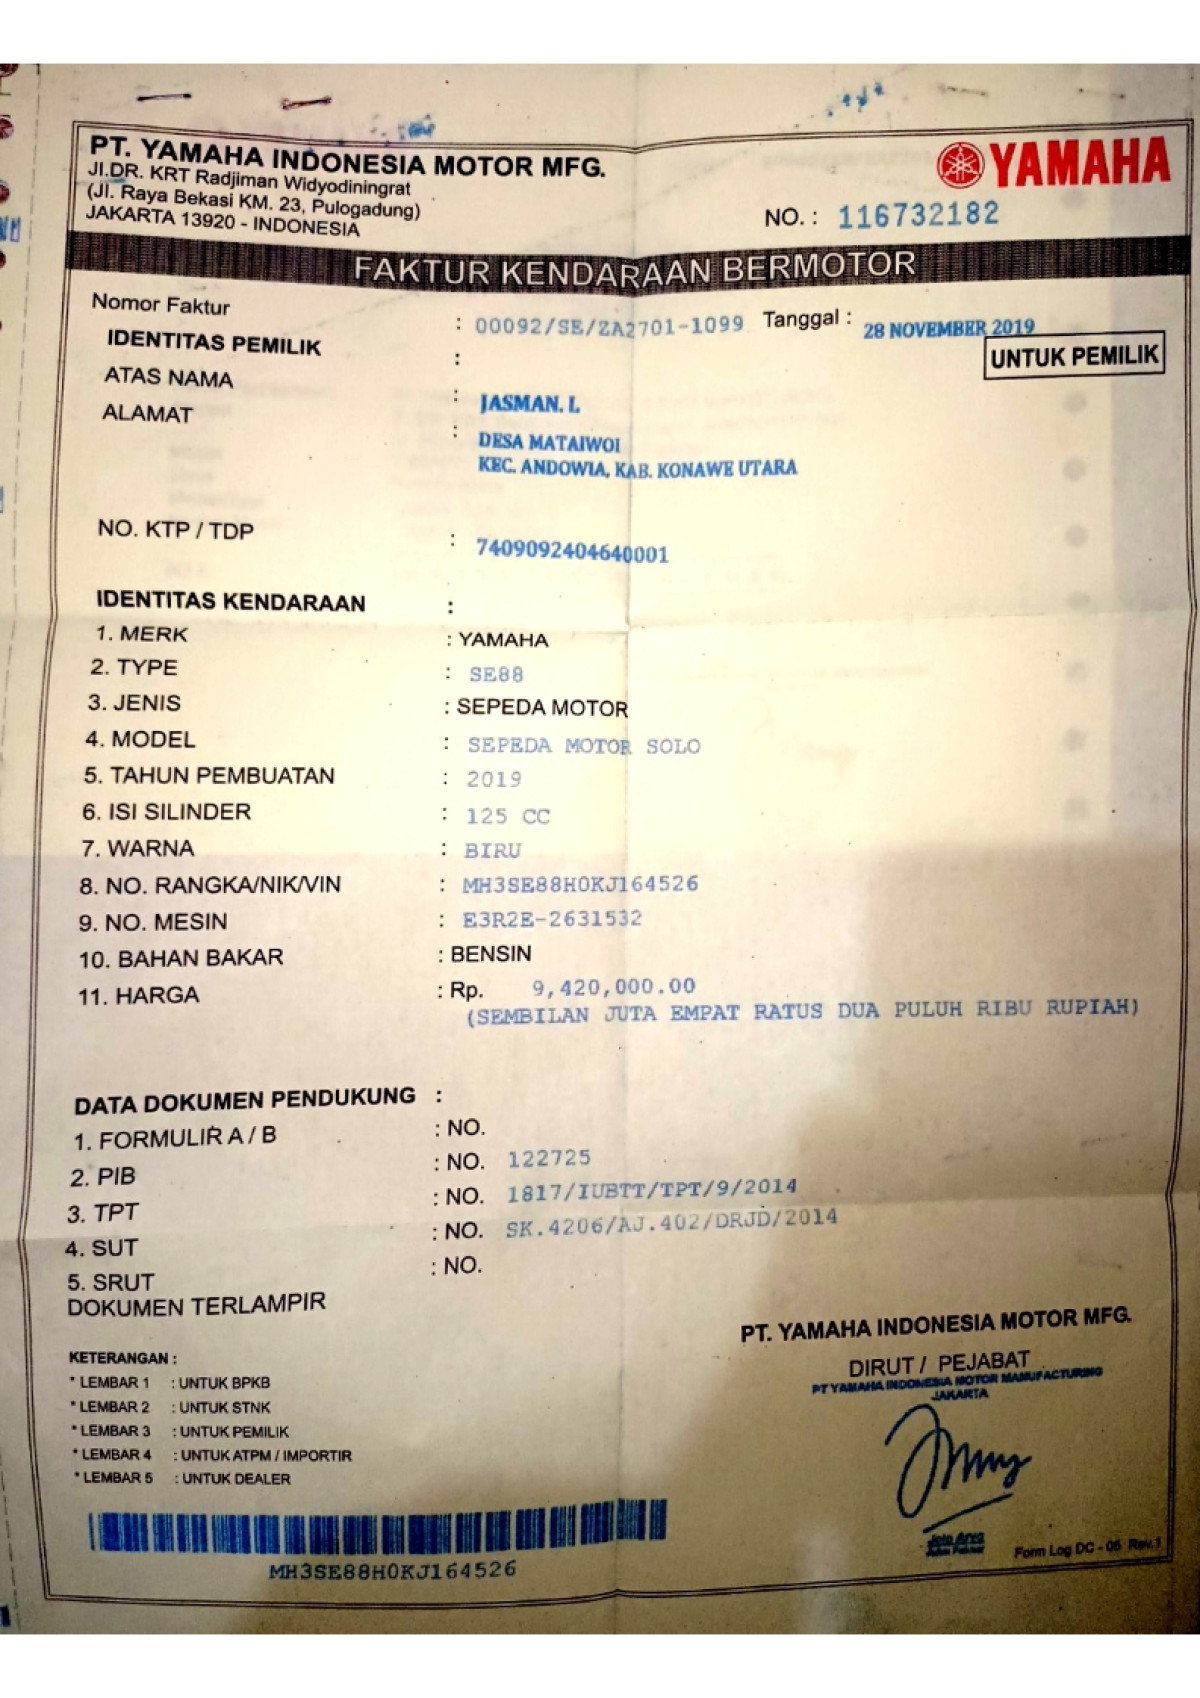 PT. YAMAHA INDONESIA MOTOR MFG.
Jl.DR. KRT Radjiman Widyodiningrat
(Jl. Raya Bekasi KM. 23, Pulogadung)
JAKARTA 13920 - INDONESIA
YAMAHA
NO. : 116732182
FAKTUR KENDARAAN BERMOTOR
Nomor Faktur : 00092/SE/ZA2701-1099 Tanggal : 28 NOVEMBER 2019
IDENTITAS PEMILIK :
UNTUK PEMILIK
ATAS NAMA : JASMAN. L
ALAMAT : DESA MATAIWOI
KEC. ANDOWIA, KAB. KONAWE UTARA
NO. KTP / TDP : 7409092404640001
IDENTITAS KENDARAAN :
1. MERK : YAMAHA
2. TYPE : SE88
3. JENIS : SEPEDA MOTOR
4. MODEL : SEPEDA MOTOR SOLO
5. TAHUN PEMBUATAN : 2019
6. ISI SILINDER : 125 CC
7. WARNA : BIRU
8. NO. RANGKA/NIK/VIN : MH3SE88H0KJ164526
9. NO. MESIN : E3R2E-2631532
10. BAHAN BAKAR : BENSIN
11. HARGA : Rp. 9,420,000.00
(SEMBILAN JUTA EMPAT RATUS DUA PULUH RIBU RUPIAH)
DATA DOKUMEN PENDUKUNG :
1. FORMULIR A / B : NO.
2. PIB : NO. 122725
3. TPT : NO. 1817/IUBTT/TPT/9/2014
4. SUT : NO. SK.4206/AJ.402/DRJD/2014
5. SRUT : NO.
DOKUMEN TERLAMPIR
PT. YAMAHA INDONESIA MOTOR MFG.
DIRUT / PEJABAT
PT YAMAHA INDONESIA MOTOR MANUFACTURING
JAKARTA
KETERANGAN :
* LEMBAR 1 : UNTUK BPKB
* LEMBAR 2 : UNTUK STNK
* LEMBAR 3 : UNTUK PEMILIK
* LEMBAR 4 : UNTUK ATPM / IMPORTIR
* LEMBAR 5 : UNTUK DEALER
MH3SE88H0KJ164526
Form Log DC - 06 Rev.1